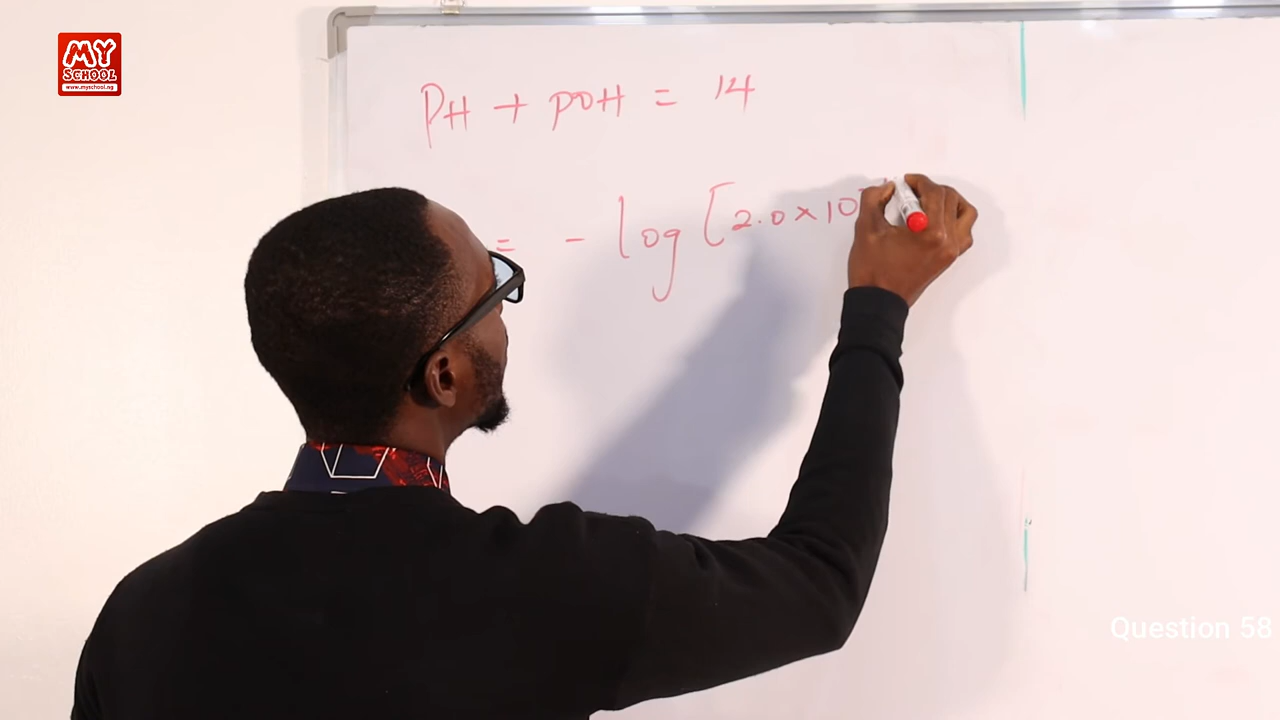 MY
SCHOOL
www.myschool.ng
PH + POH = 14
= - log [2.0 x 10
Question 58